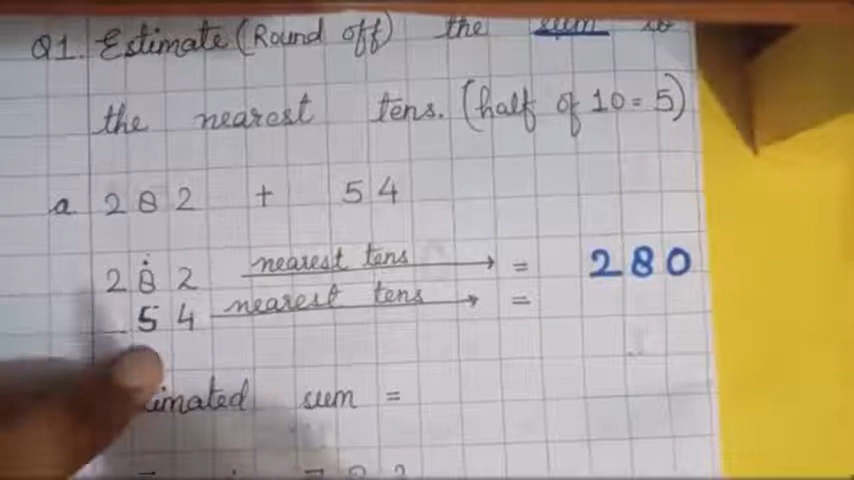 Q1. Estimate (Round off) the sum to
the nearest tens. (half of 10 = 5)
a 282 + 54
282 nearest tens = 280
54 nearest tens =
imated sum =